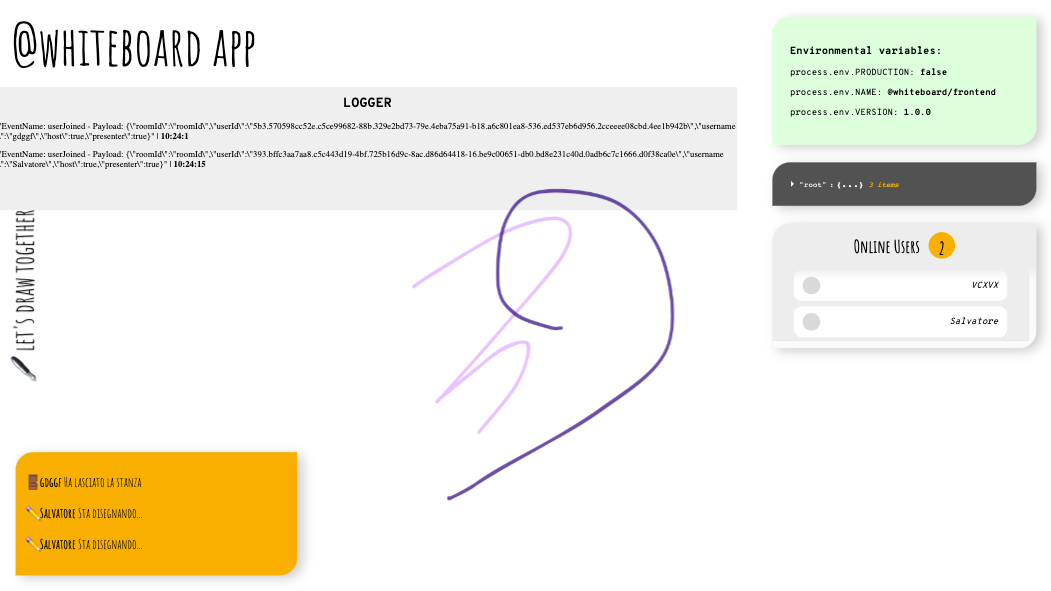 @WHITEBOARD APP
LOGGER
"EventName: userJoined - Payload: {\"roomId\":\"roomId\",\"userId\":\"5b3.570598cc52e.c5ce99682-88b.329e2bd73-79e.4eba75a91-b18.a6c801ea8-536.ed537eb6d956.2cceeee08cbd.4ee1b942b\",\"username
\":\"gdggf\",\"host\":true,\"presenter\":true}" | 10:24:1
"EventName: userJoined - Payload: {\"roomId\":\"roomId\",\"userId\":\"393.bffc3aa7aa8.c5c443d19-4bf.725b16d9c-8ac.d86d64418-16.be9c00651-db0.bd8e231c40d.0adb6c7c1666.d0f38ca0e\",\"username
\":\"Salvatore\",\"host\":true,\"presenter\":true}" | 10:24:15
LET'S DRAW TOGETHER
GDGGF HA LASCIATO LA STANZA
SALVATORE STA DISEGNANDO...
SALVATORE STA DISEGNANDO...
Environmental variables:
process.env.PRODUCTION: false
process.env.NAME: @whiteboard/frontend
process.env.VERSION: 1.0.0
"root" : {...} 3 items
ONLINE USERS 2
VCXVX
Salvatore